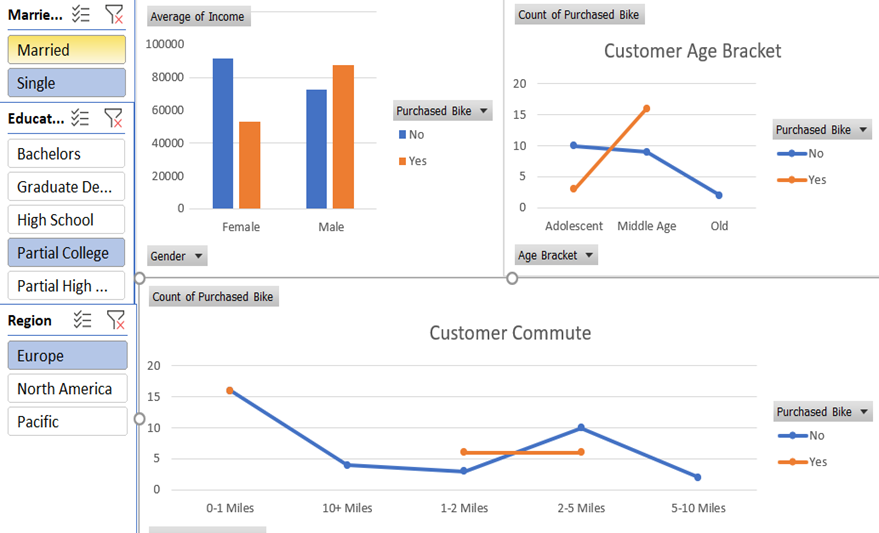 Marrie...
Married
Single
Educat...
Bachelors
Graduate De...
High School
Partial College
Partial High ...
Region
Europe
North America
Pacific
Average of Income
100000
80000
60000
40000
20000
0
Female Male
Purchased Bike
No
Yes
Gender
Count of Purchased Bike
Customer Age Bracket
20
15
10
5
0
Adolescent Middle Age Old
Purchased Bike
No
Yes
Age Bracket
Count of Purchased Bike
Customer Commute
20
15
10
5
0
0-1 Miles 10+ Miles 1-2 Miles 2-5 Miles 5-10 Miles
Purchased Bike
No
Yes